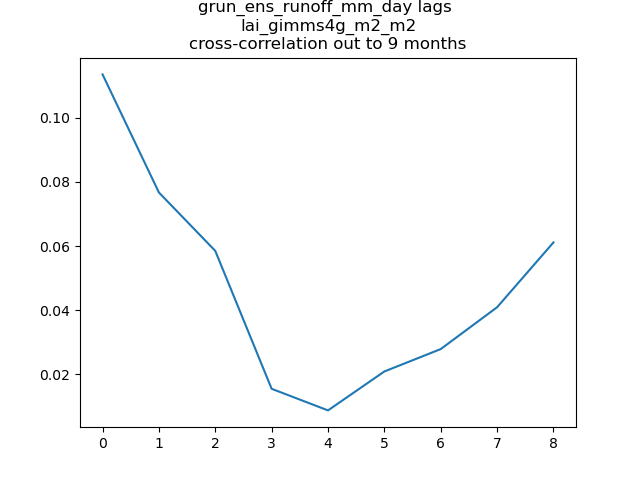 grun_ens_runoff_mm_day lags
lai_gimms4g_m2_m2
cross-correlation out to 9 months
0.10
0.08
0.06
0.04
0.02
0 1 2 3 4 5 6 7 8